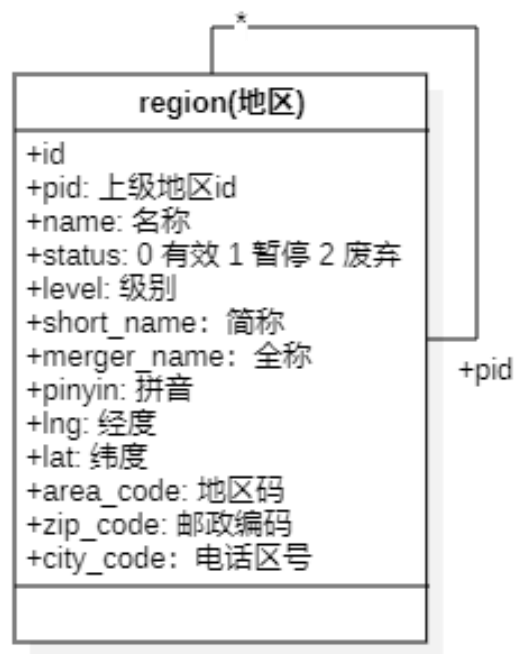 *
region(地区)
+id
+pid: 上级地区id
+name: 名称
+status: 0 有效 1 暂停 2 废弃
+level: 级别
+short_name：简称
+merger_name：全称
+pid
+pinyin: 拼音
+lng: 经度
+lat: 纬度
+area_code: 地区码
+zip_code: 邮政编码
+city_code：电话区号